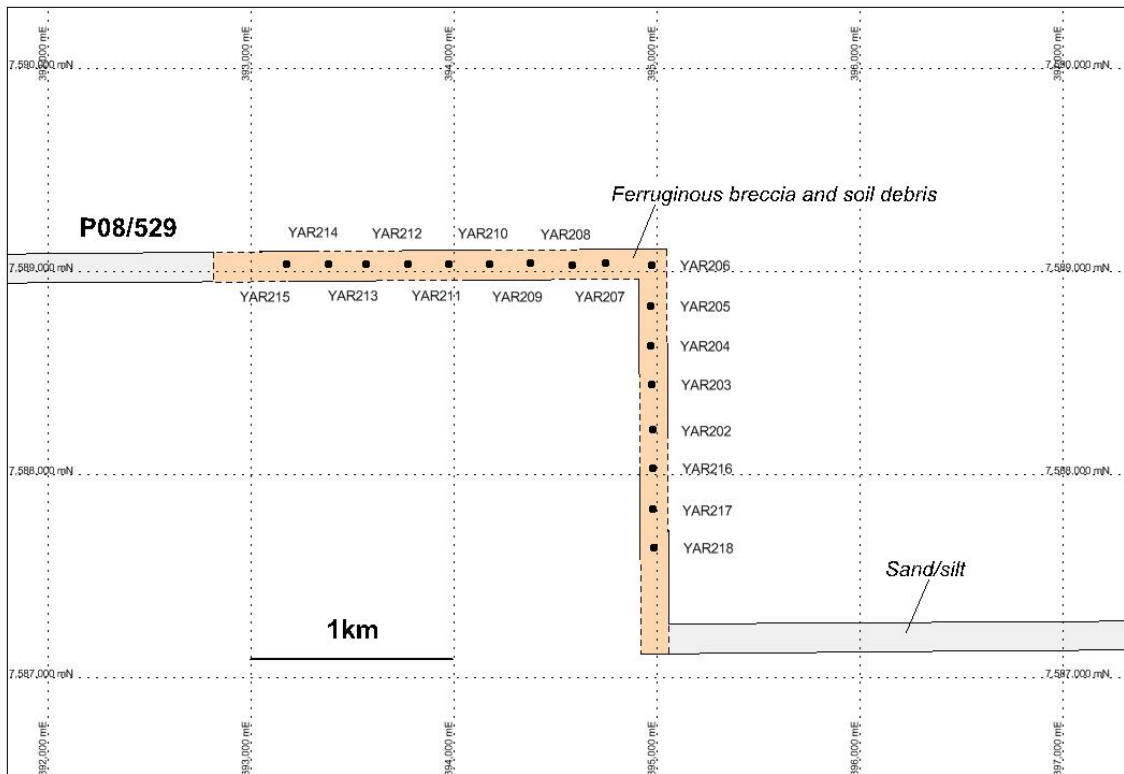 392,000 mE
393,000 mE
394,000 mE
395,000 mE
396,000 mE
397,000 mE
7,590,000 mN
7,590,000 mN
Ferruginous breccia and soil debris
P08/529
YAR214
YAR212
YAR210
YAR208
7,589,000 mN
YAR206
7,589,000 mN
YAR215
YAR213
YAR211
YAR209
YAR207
YAR205
YAR204
YAR203
YAR202
7,588,000 mN
YAR216
7,588,000 mN
YAR217
YAR218
Sand/silt
1km
7,587,000 mN
7,587,000 mN
392,000 mE
393,000 mE
394,000 mE
395,000 mE
396,000 mE
397,000 mE